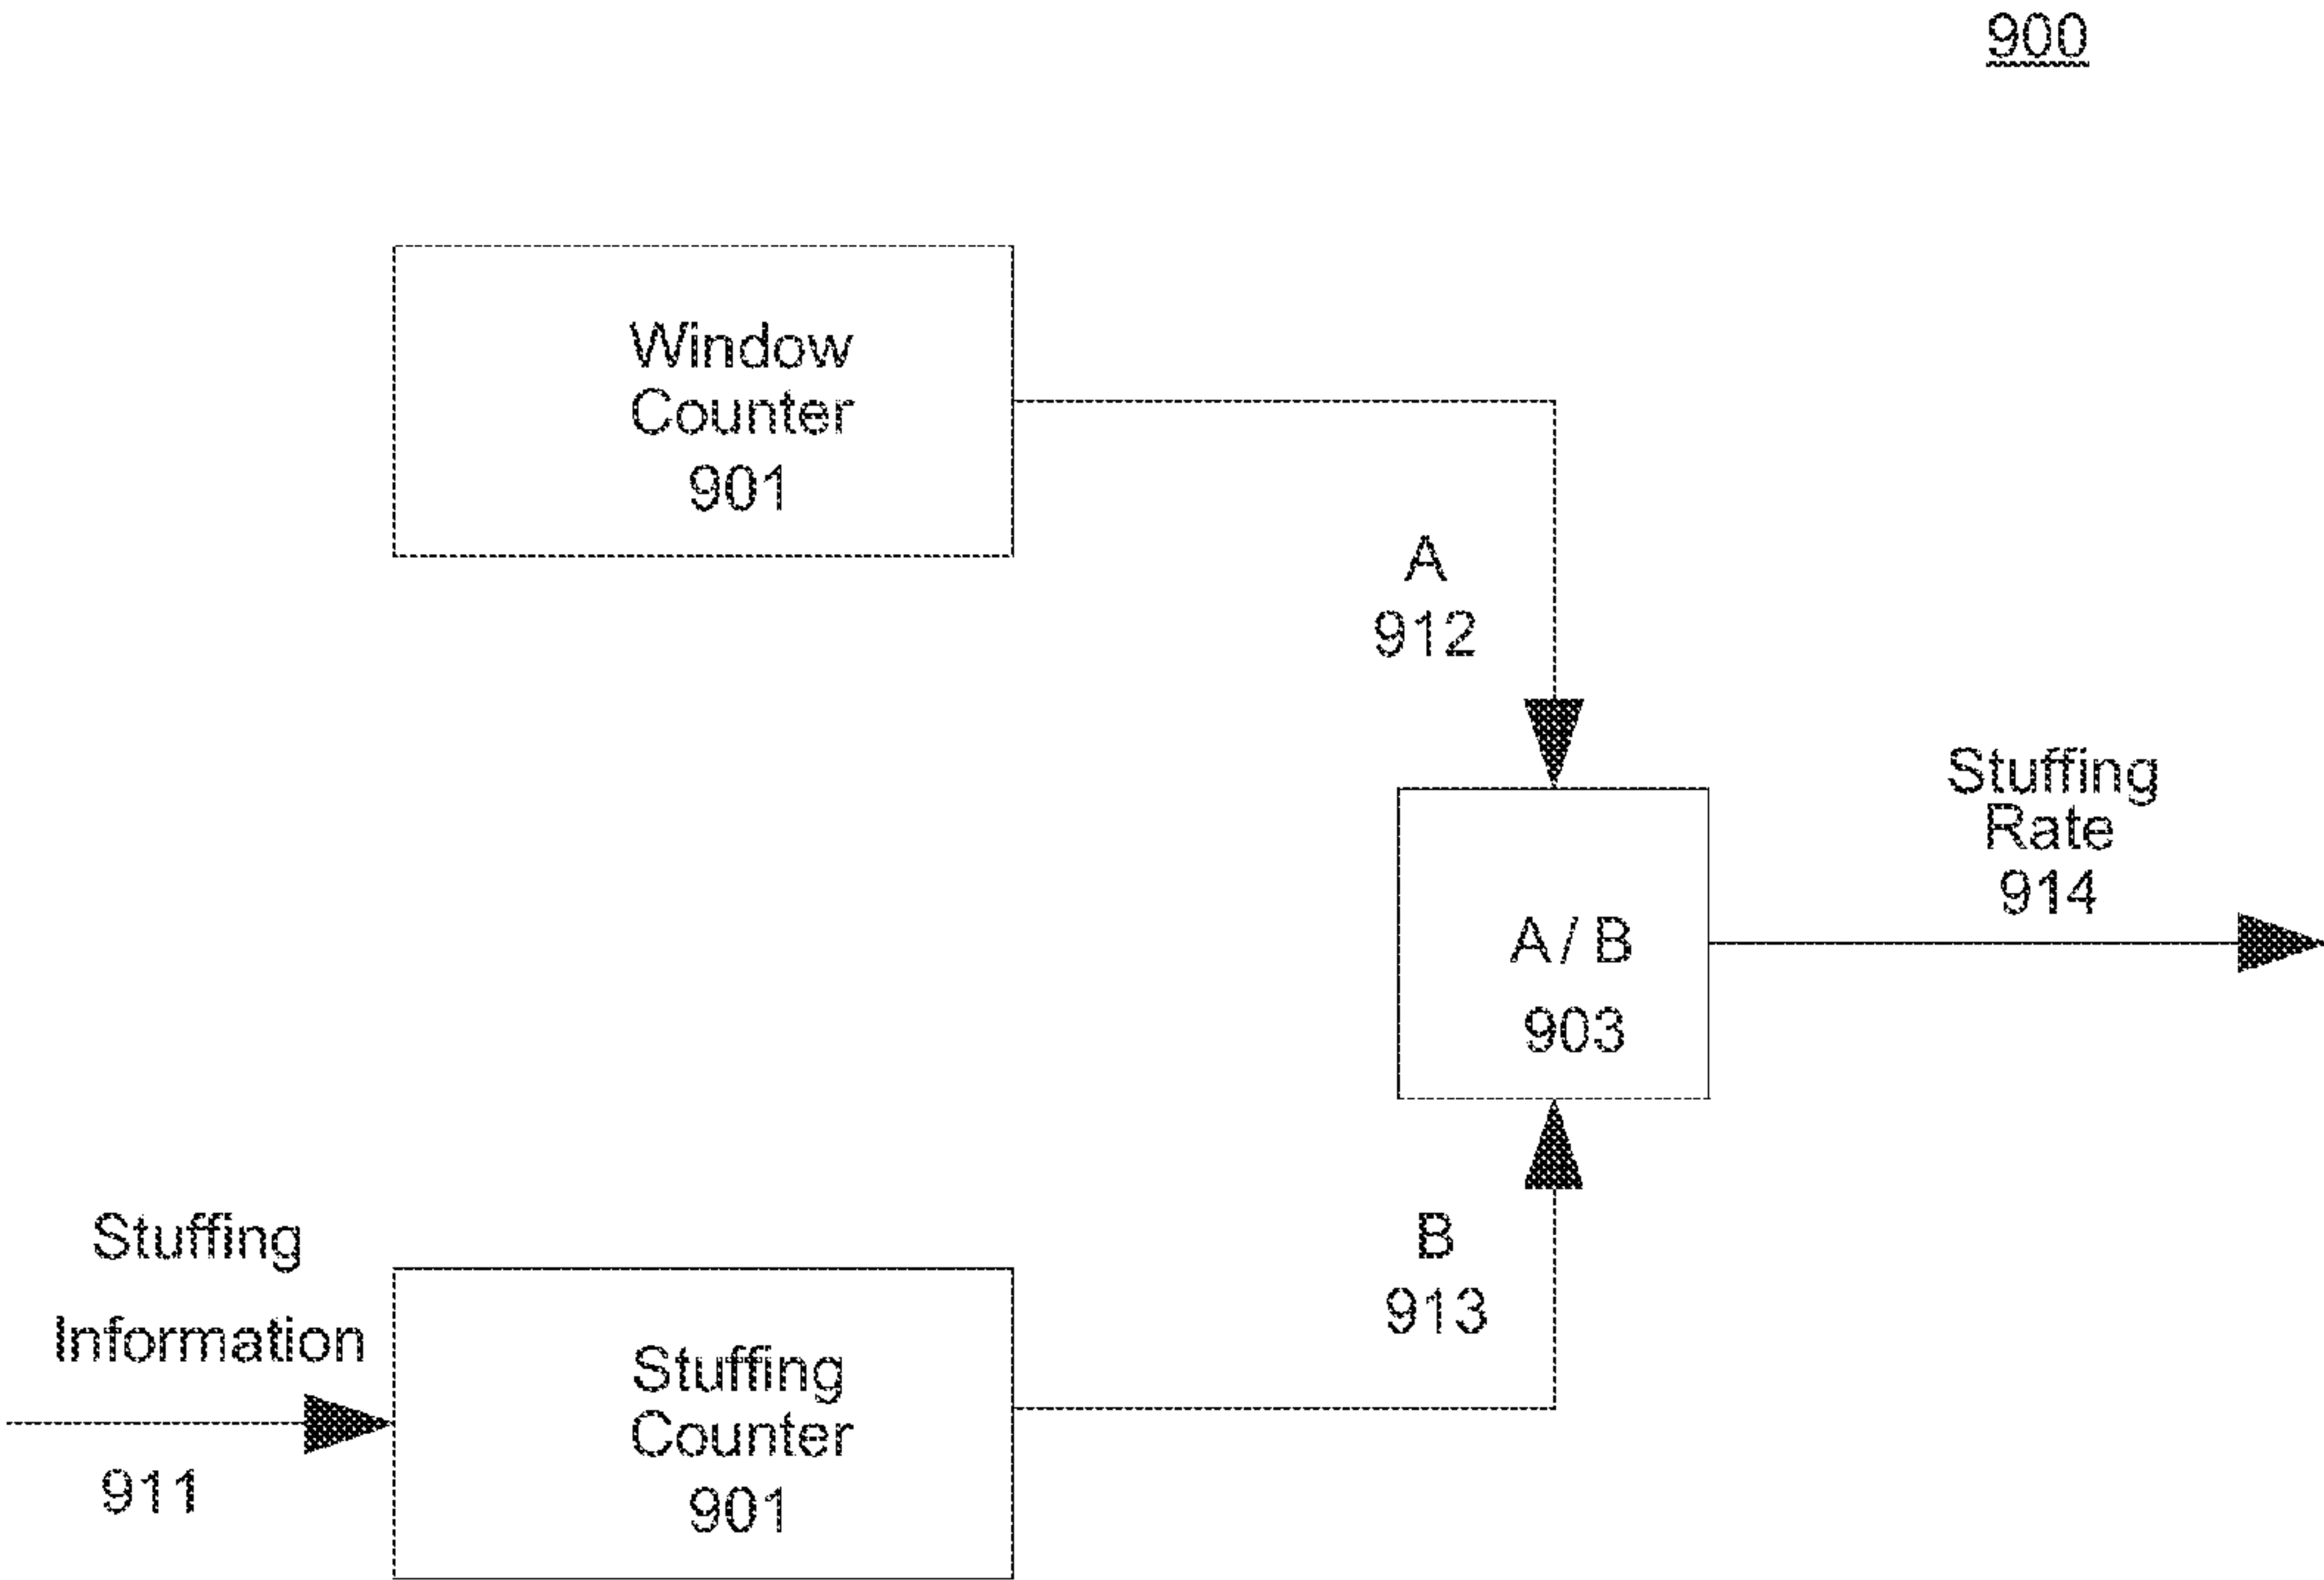 900
Window
Counter
901
A
912
Stuffing
Rate
914
A / B
903
Stuffing
Information
911
B
913
Stuffing
Counter
901